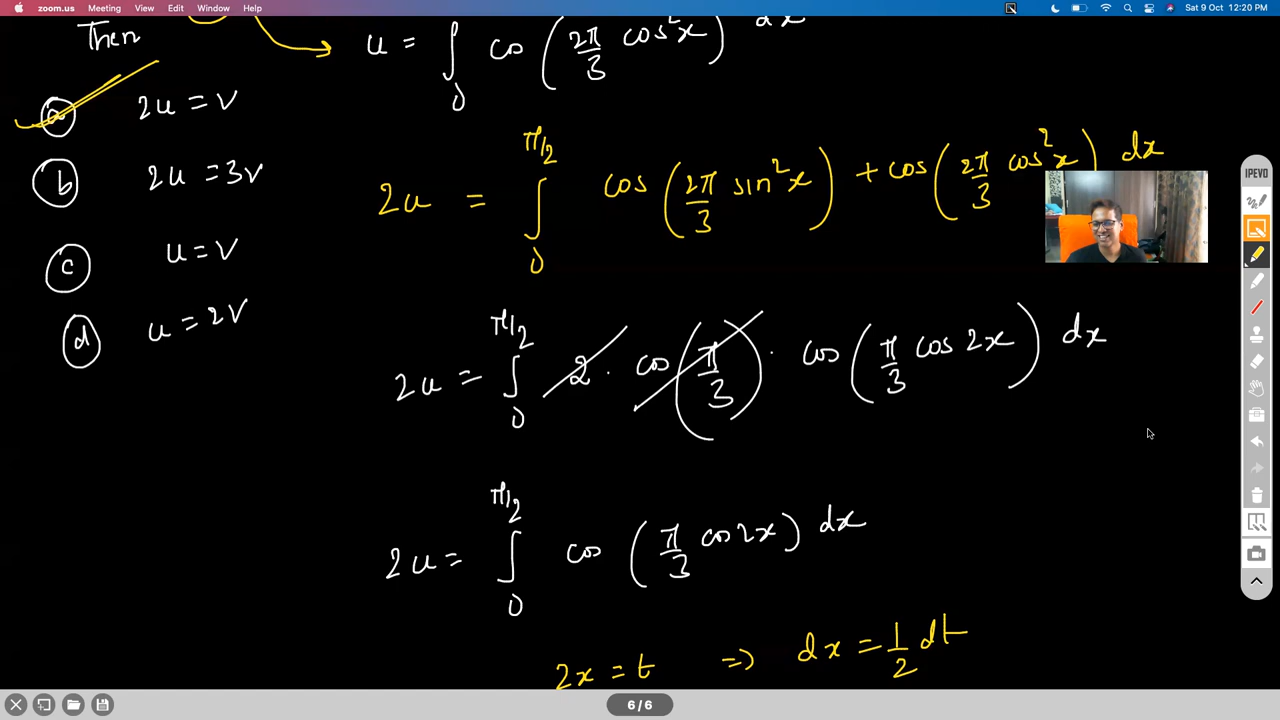 zoom.us Meeting View Edit Window Help Sat 9 Oct 12:20 PM
Then
u = ∫₀ cos (2π/3 cos²x) dx
ⓐ 2u = v
ⓑ 2u = 3v
ⓒ u = v
ⓓ u = 2v
2u = ∫₀^{π/2} cos (2π/3 sin²x) + cos (2π/3 cos²x) dx
IPEVO
2u = ∫₀^{π/2} 2 · cos (π/3) · cos (π/3 cos 2x) dx
2u = ∫₀^{π/2} cos (π/3 cos2x) dx
2x = t ⇒ dx = 1/2 dt
6/6